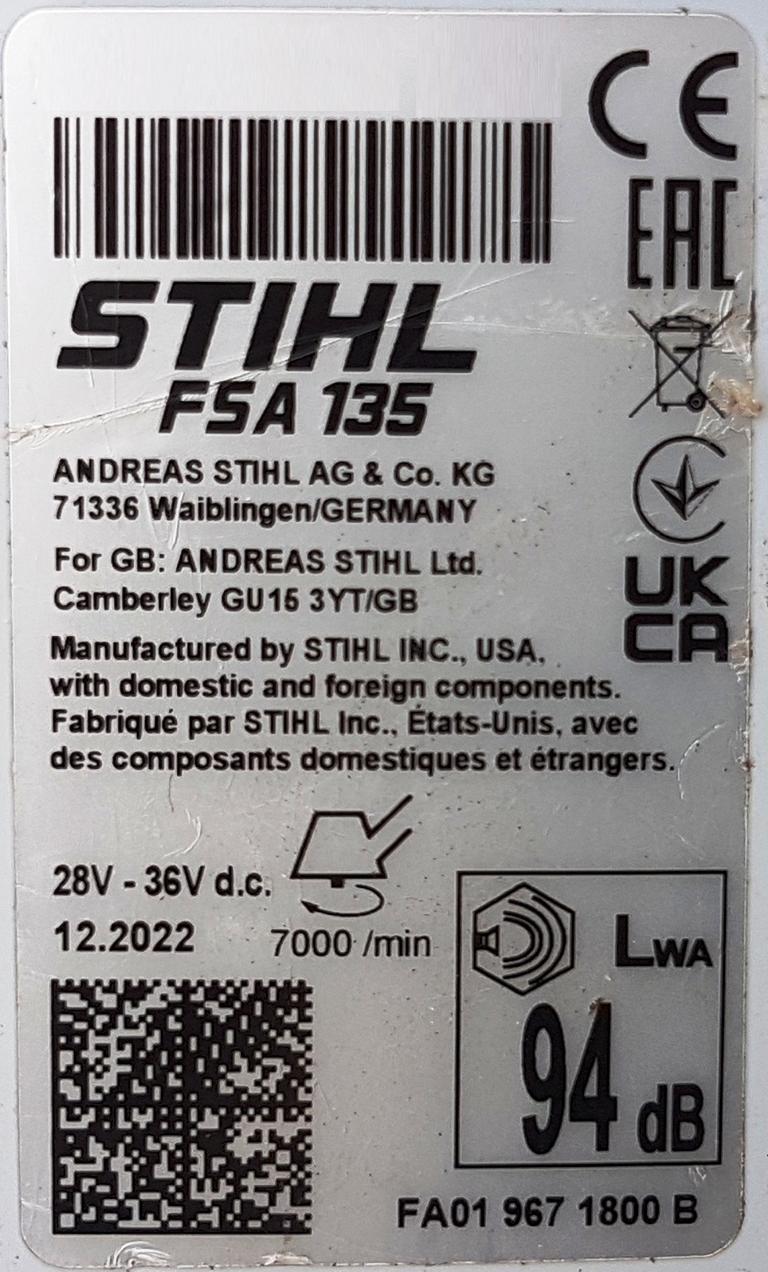 CE
EAC
STIHL
FSA 135
ANDREAS STIHL AG & Co. KG
71336 Waiblingen/GERMANY
For GB: ANDREAS STIHL Ltd.
Camberley GU15 3YT/GB
UK
CA
Manufactured by STIHL INC., USA,
with domestic and foreign components.
Fabriqué par STIHL Inc., États-Unis, avec
des composants domestiques et étrangers.
28V - 36V d.c.
12.2022
7000 /min
LWA
94 dB
FA01 967 1800 B